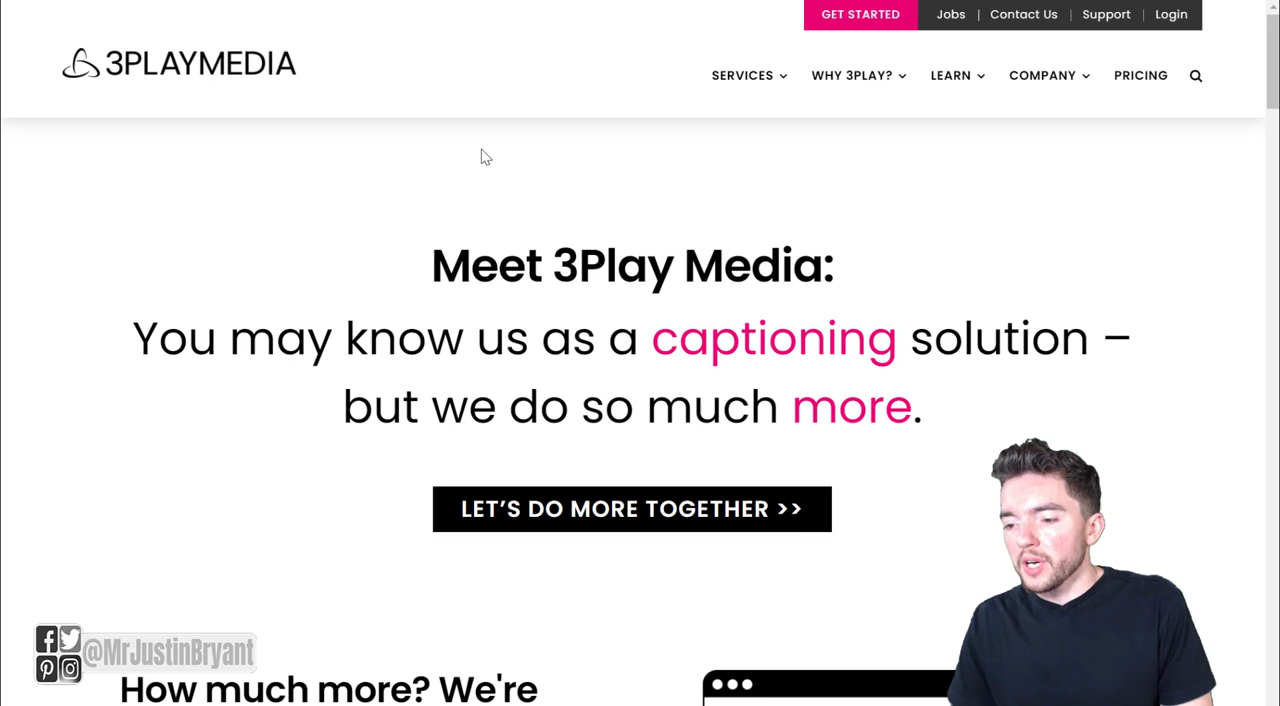 GET STARTED Jobs | Contact Us | Support | Login
3PLAYMEDIA
SERVICES WHY 3PLAY? LEARN COMPANY PRICING
Meet 3Play Media:
You may know us as a captioning solution –
but we do so much more.
LET'S DO MORE TOGETHER >>
@MrJustinBryant
How much more? We're